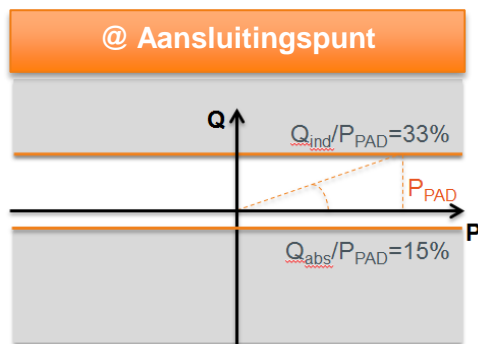 @ Aansluitingspunt
Q
Qind/PPAD=33%
PPAD
P
Qabs/PPAD=15%